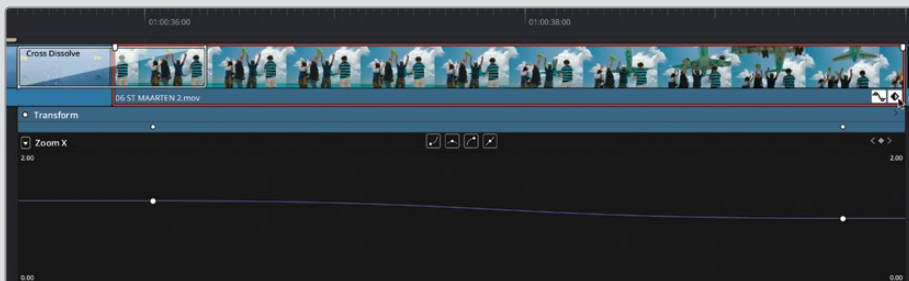 01:00:36:00
01:00:38:00
Cross Dissolve
06 ST MAARTEN 2.mov
Transform
Zoom X
2.00
2.00
0.00
0.00